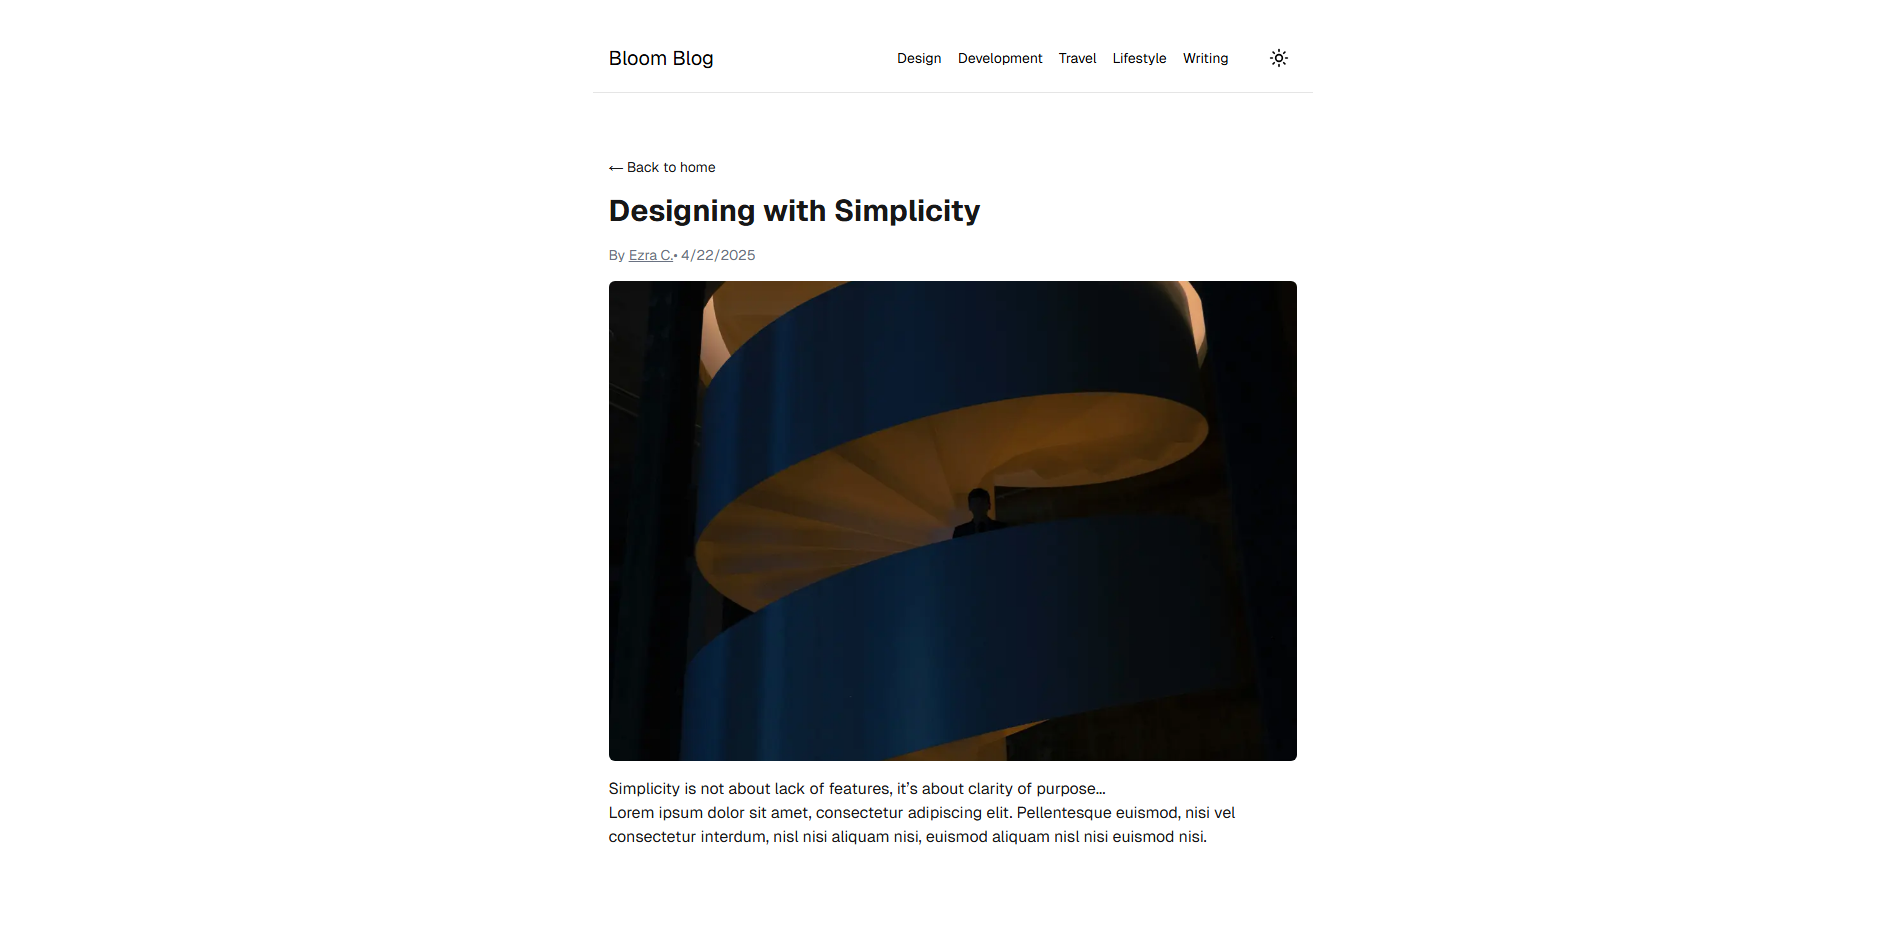 Bloom Blog
Design Development Travel Lifestyle Writing
← Back to home
Designing with Simplicity
By Ezra C.• 4/22/2025
Simplicity is not about lack of features, it’s about clarity of purpose...
Lorem ipsum dolor sit amet, consectetur adipiscing elit. Pellentesque euismod, nisi vel
consectetur interdum, nisl nisi aliquam nisi, euismod aliquam nisl nisi euismod nisi.